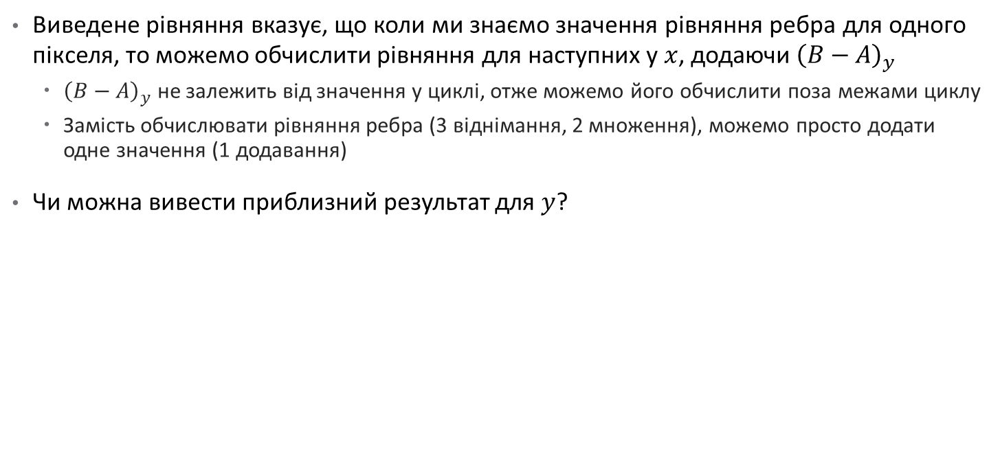 • Виведене рівняння вказує, що коли ми знаємо значення рівняння ребра для одного
пікселя, то можемо обчислити рівняння для наступних у x, додаючи (B − A)y
• (B − A)y не залежить від значення у циклі, отже можемо його обчислити поза межами циклу
• Замість обчислювати рівняння ребра (3 віднімання, 2 множення), можемо просто додати
одне значення (1 додавання)
• Чи можна вивести приблизний результат для y?